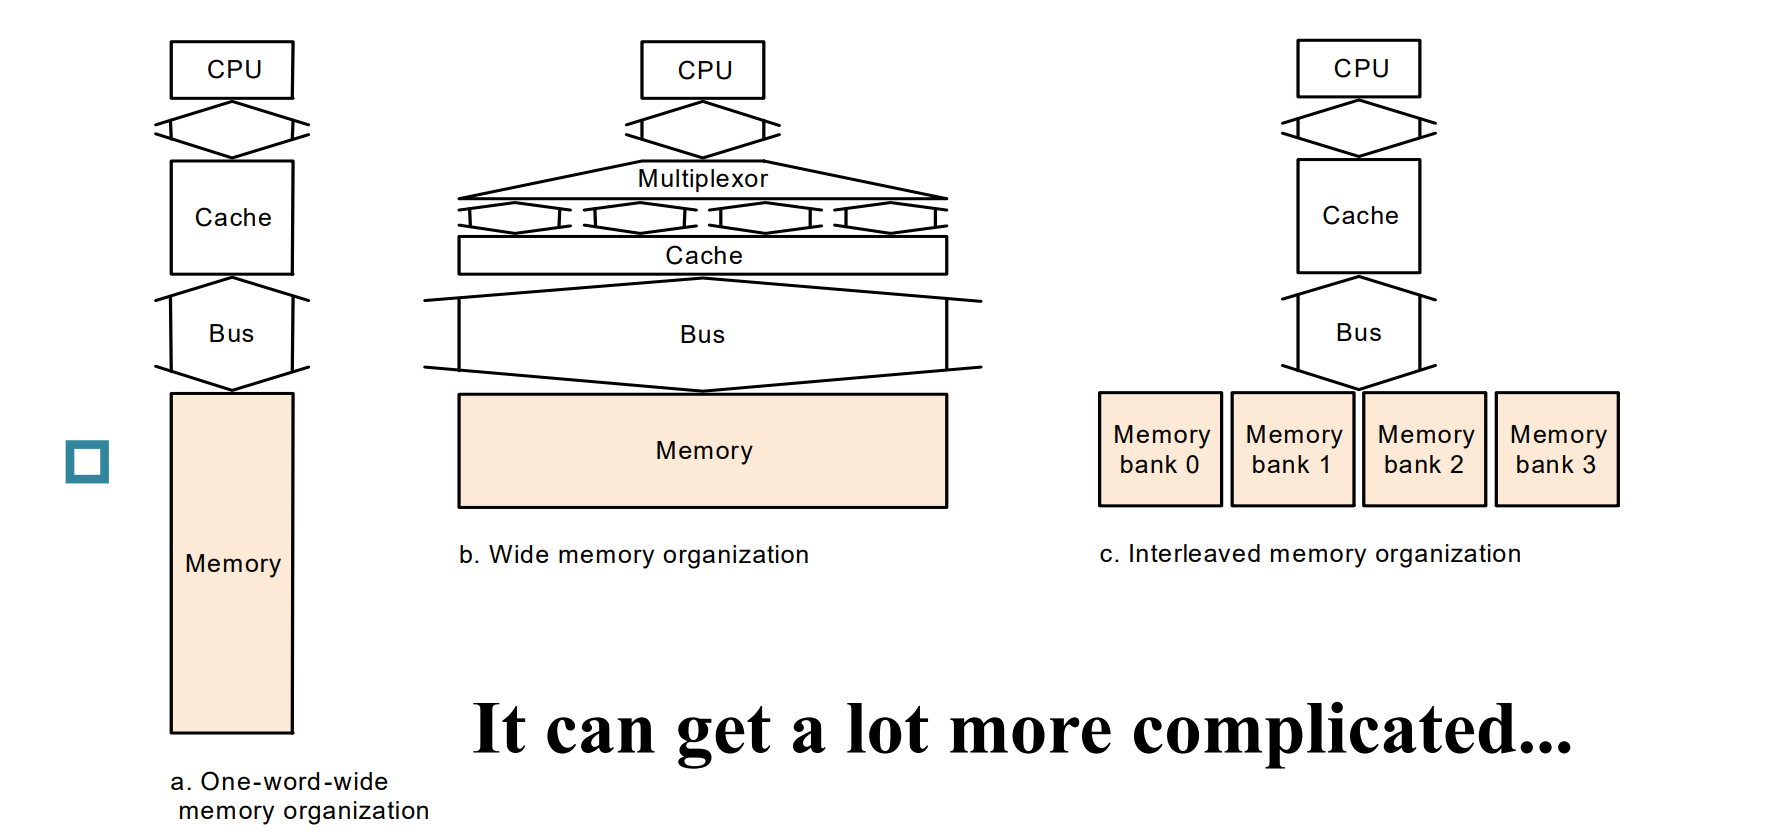 CPU
Cache
Bus
Memory
a. One-word-wide
memory organization
CPU
Multiplexor
Cache
Bus
Memory
b. Wide memory organization
CPU
Cache
Bus
Memory
bank 0
Memory
bank 1
Memory
bank 2
Memory
bank 3
c. Interleaved memory organization
It can get a lot more complicated...